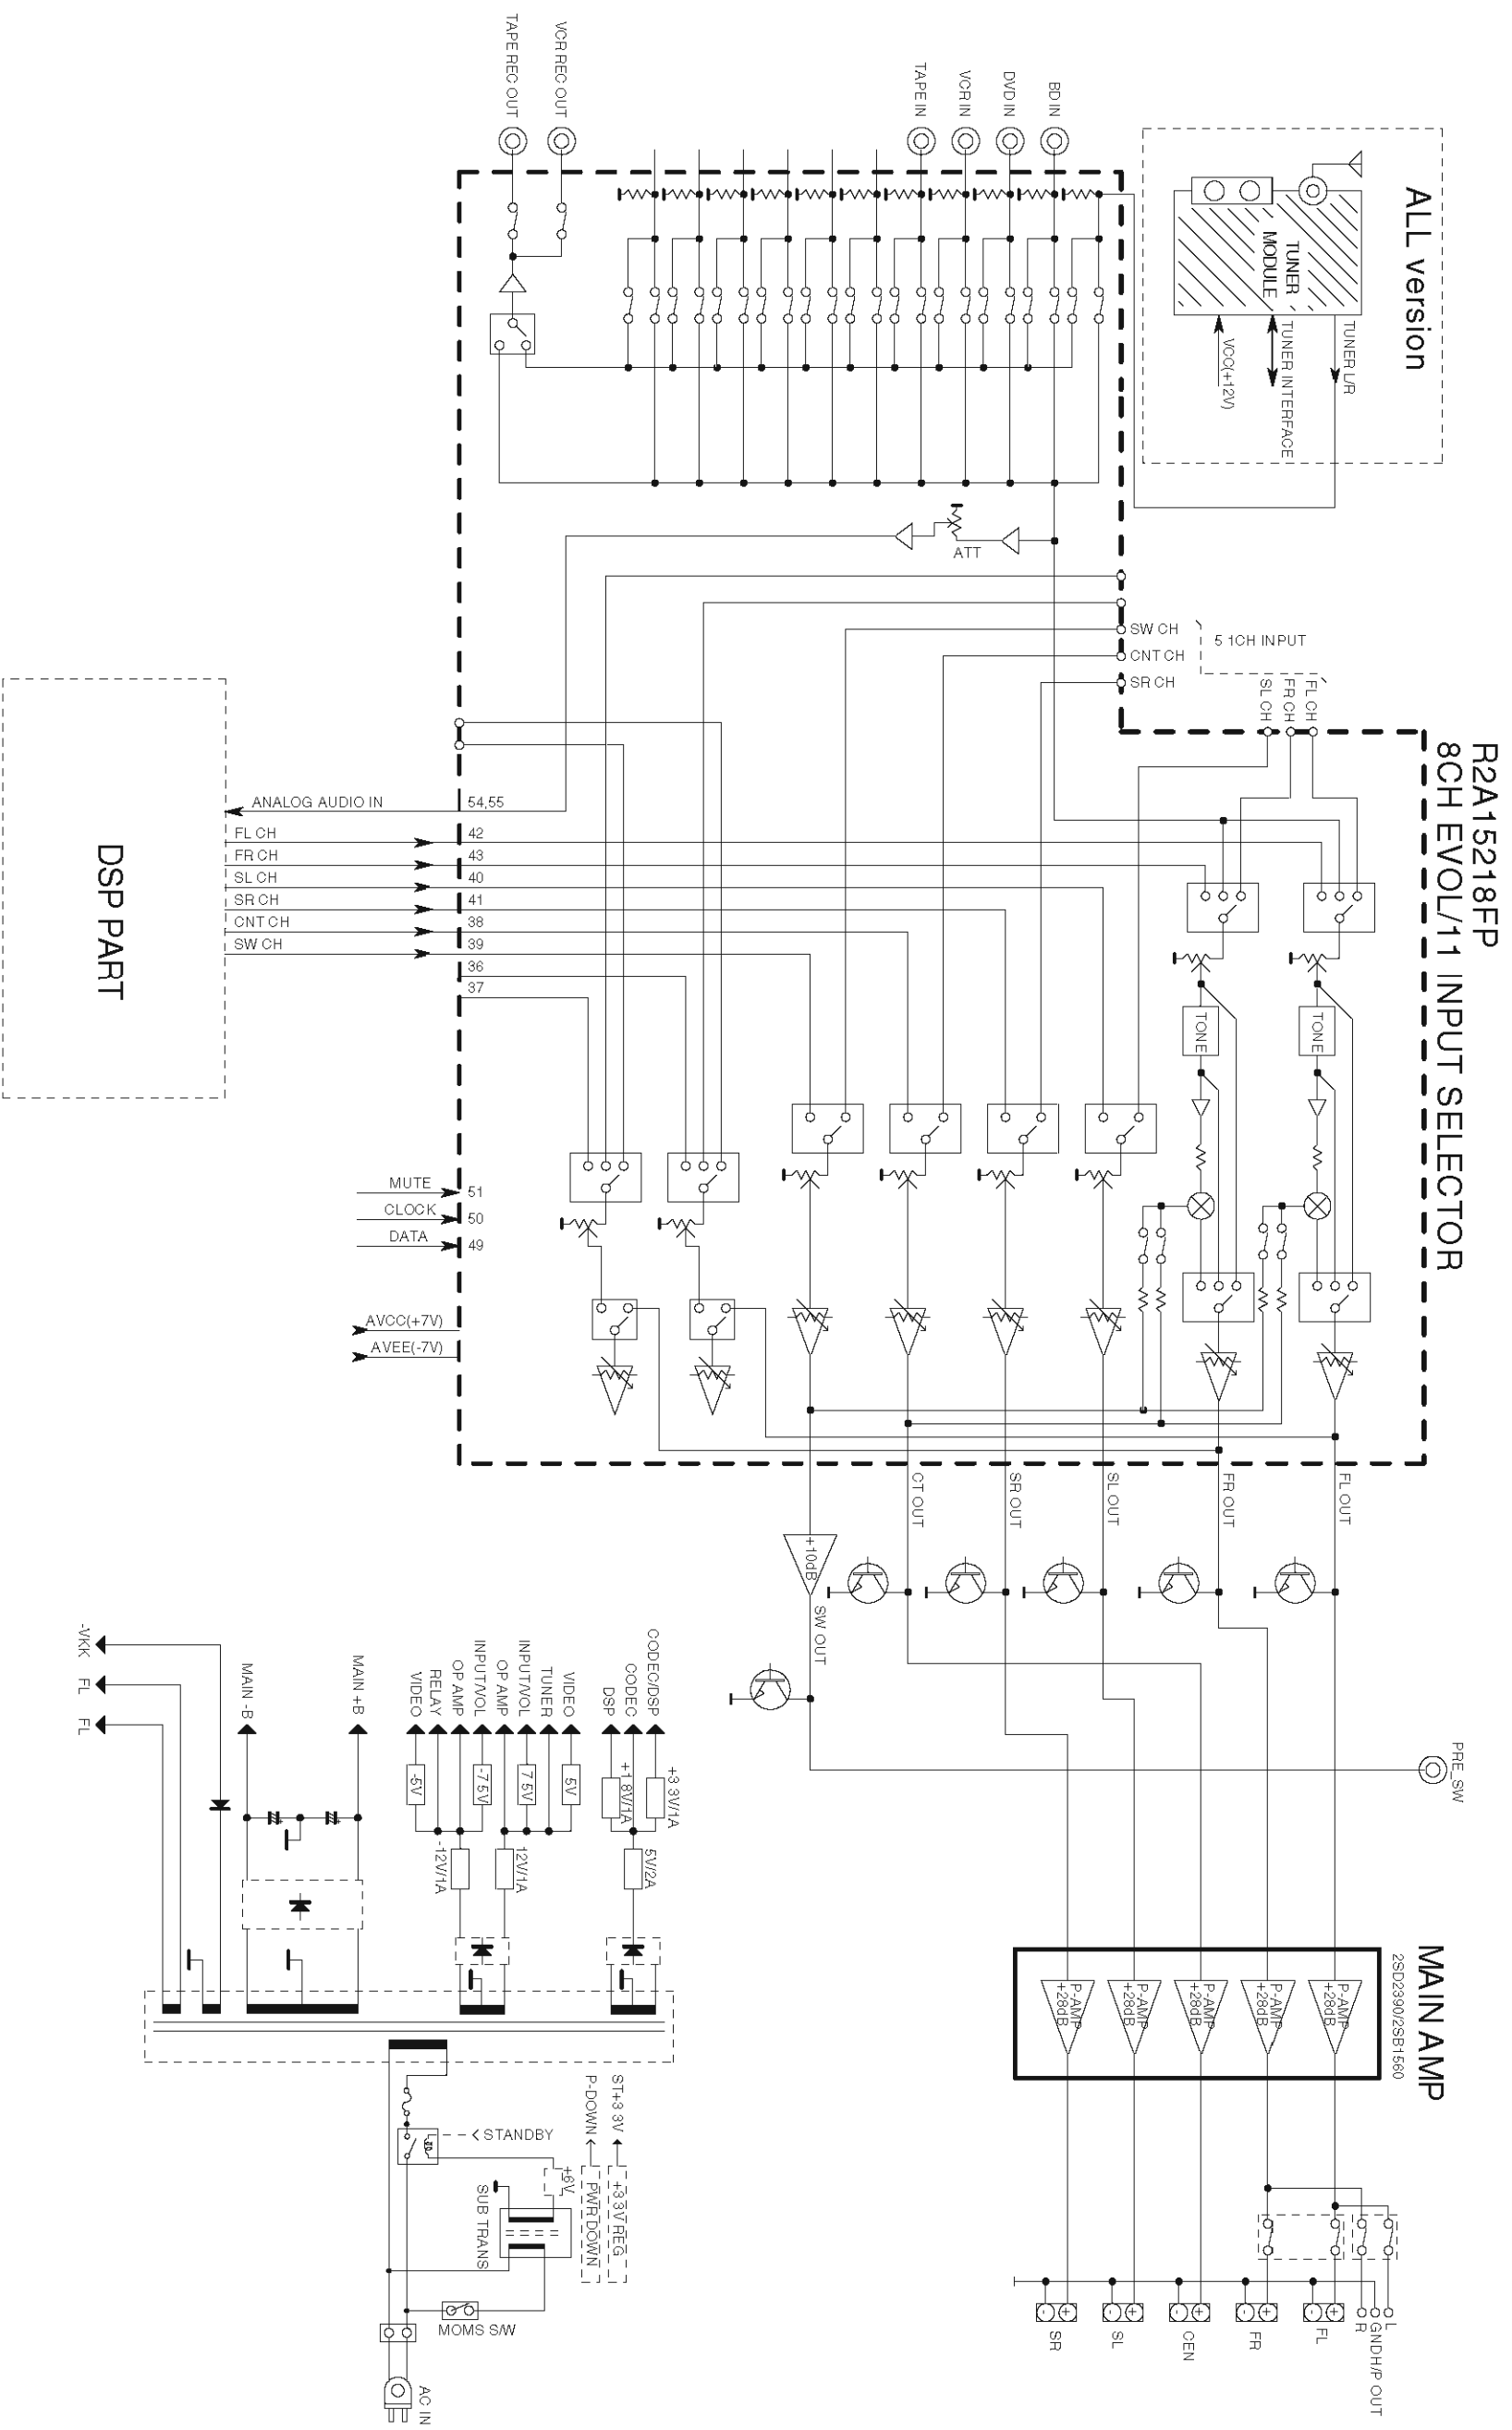 ALL version
TUNER
MODULE
TUNER L/R
TUNER INTERFACE
VCC(+12V)
BD IN
DVD IN
VCR IN
TAPE IN
VCR REC OUT
TAPE REC OUT
ATT
5 1CH INPUT
SW CH
CNT CH
SR CH
SL CH
FR CH
FL CH
R2A15218FP
8CH EVOL/11 INPUT SELECTOR
DSP PART
ANALOG AUDIO IN
54,55
FL CH
42
FR CH
43
SL CH
40
SR CH
41
CNT CH
38
SW CH
39
36
37
TONE
TONE
MUTE
51
CLOCK
50
DATA
49
AVCC(+7V)
AVEE(-7V)
FL OUT
FR OUT
SL OUT
SR OUT
CT OUT
+10dB
SW OUT
PRE_SW
MAIN AMP
2SD2390/2SB1560
P-AMP
+28dB
P-AMP
+28dB
P-AMP
+28dB
P-AMP
+28dB
P-AMP
+28dB
L
GND
H/P OUT
R
+
-
FL
+
-
FR
+
-
CEN
+
-
SL
+
-
SR
CODEC/DSP
CODEC
DSP
+3 3V/1A
+1 8V/1A
5V/2A
VIDEO
TUNER
INPUT/VOL
OP AMP
INPUT/VOL
OP AMP
RELAY
VIDEO
5V
7 5V
-7 5V
-5V
12V/1A
-12V/1A
MAIN +B
MAIN -B
-VKK
FL
FL
STANDBY
ST+3 3V
P-DOWN
+3 3V REG
PWR DOWN
+6V
SUB TRANS
MOMS S/W
AC IN